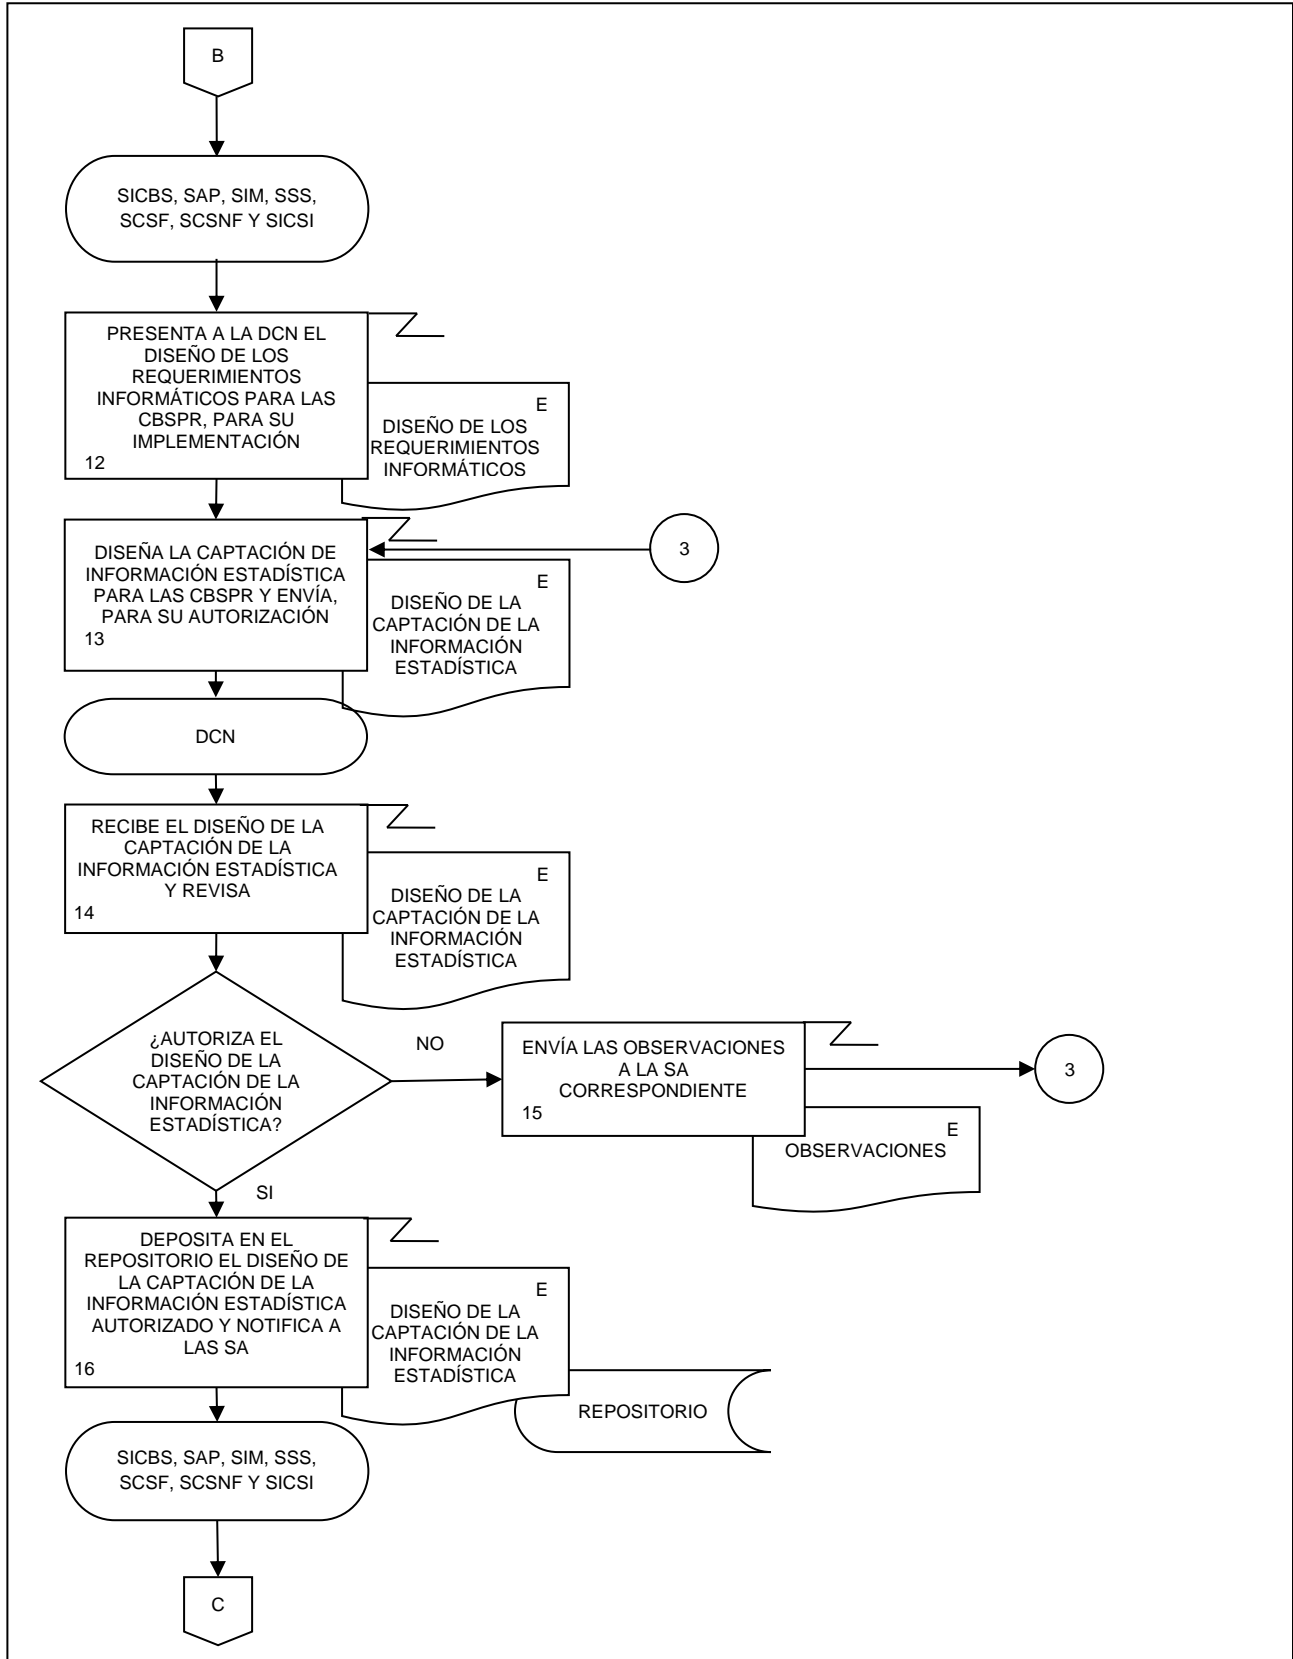 B
SICBS, SAP, SIM, SSS,
SCSF, SCSNF Y SICSI
PRESENTA A LA DCN EL
DISEÑO DE LOS
REQUERIMIENTOS
INFORMÁTICOS PARA LAS
CBSPR, PARA SU
IMPLEMENTACIÓN
12
E
DISEÑO DE LOS
REQUERIMIENTOS
INFORMÁTICOS
DISEÑA LA CAPTACIÓN DE
INFORMACIÓN ESTADÍSTICA
PARA LAS CBSPR Y ENVÍA,
PARA SU AUTORIZACIÓN
13
3
E
DISEÑO DE LA
CAPTACIÓN DE LA
INFORMACIÓN
ESTADÍSTICA
DCN
RECIBE EL DISEÑO DE LA
CAPTACIÓN DE LA
INFORMACIÓN ESTADÍSTICA
Y REVISA
14
E
DISEÑO DE LA
CAPTACIÓN DE LA
INFORMACIÓN
ESTADÍSTICA
¿AUTORIZA EL
DISEÑO DE LA
CAPTACIÓN DE LA
INFORMACIÓN
ESTADÍSTICA?
NO
ENVÍA LAS OBSERVACIONES
A LA SA
CORRESPONDIENTE
15
3
E
OBSERVACIONES
SI
DEPOSITA EN EL
REPOSITORIO EL DISEÑO DE
LA CAPTACIÓN DE LA
INFORMACIÓN ESTADÍSTICA
AUTORIZADO Y NOTIFICA A
LAS SA
16
E
DISEÑO DE LA
CAPTACIÓN DE LA
INFORMACIÓN
ESTADÍSTICA
REPOSITORIO
SICBS, SAP, SIM, SSS,
SCSF, SCSNF Y SICSI
C